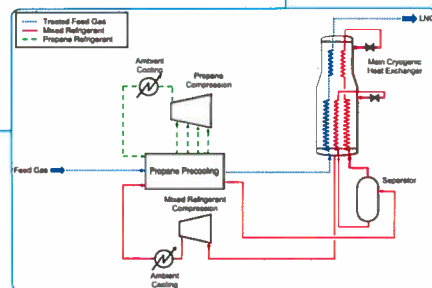 Treated Feed Gas
Mixed Refrigerant
Propane Refrigerant
LNG
Ambient
Cooling
Propane
Compression
Main Cryogenic
Heat Exchanger
Feed Gas
Propane Precooling
Separator
Mixed Refrigerant
Compression
Ambient
Cooling